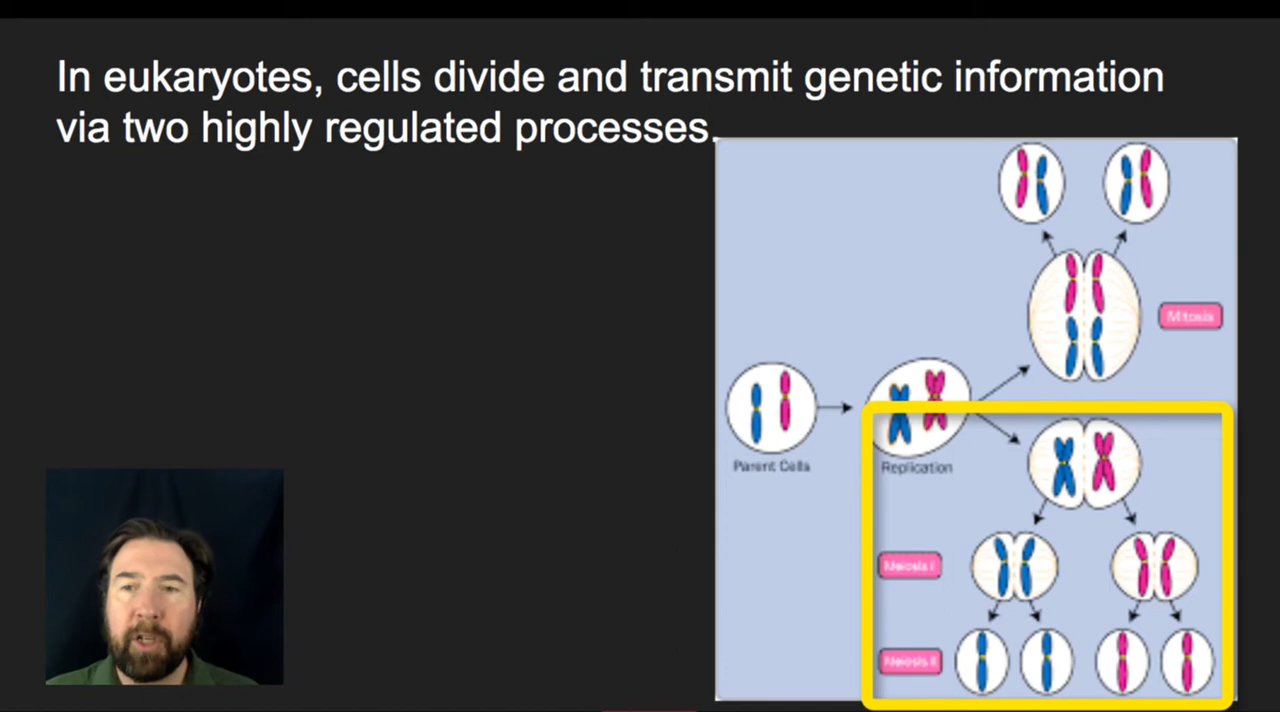 In eukaryotes, cells divide and transmit genetic information
via two highly regulated processes.
Mitosis
Parent Cells
Replication
Meiosis I
Meiosis II